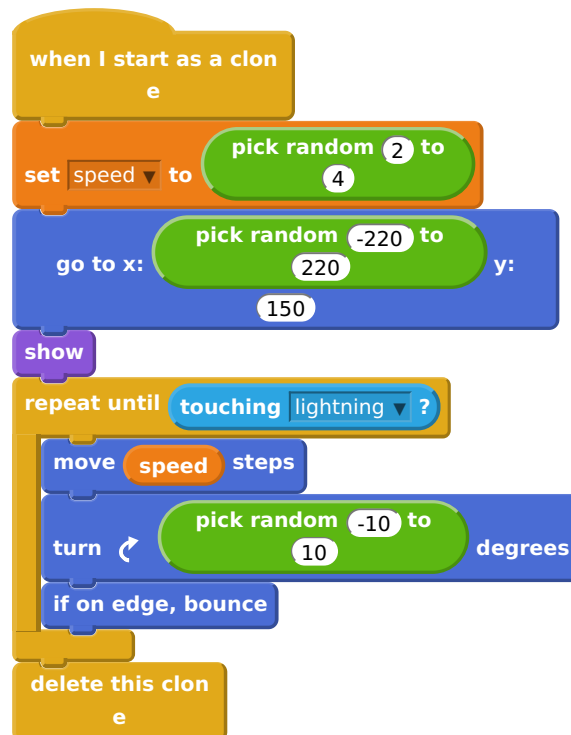 when I start as a clon
e
set speed ▾ to pick random 2 to
4
go to x: pick random -220 to
220 y:
150
show
repeat until touching lightning ▾ ?
move speed steps
turn pick random -10 to
10 degrees
if on edge, bounce
delete this clon
e